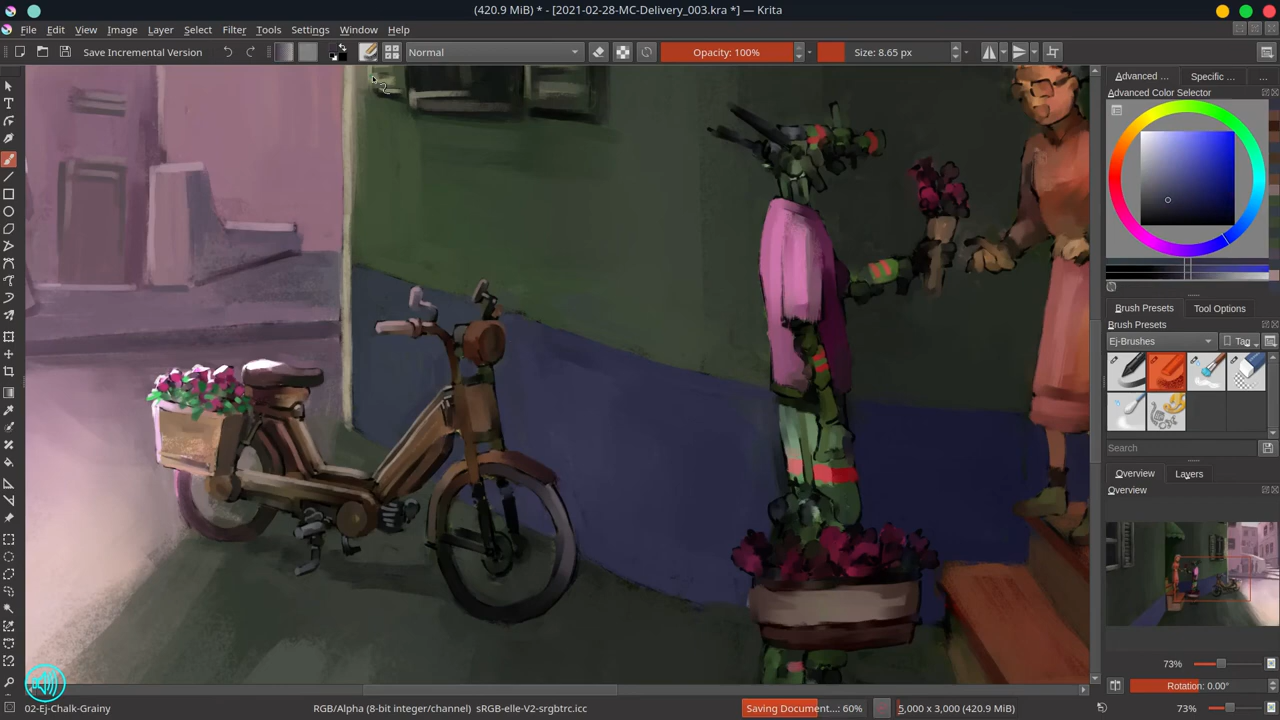 (420.9 MiB) * - [2021-02-28-MC-Delivery_003.kra *] — Krita
File Edit View Image Layer Select Filter Tools Settings Window Help
Save Incremental Version Normal Opacity: 100% Size: 8.65 px
Advanced ... Specific ... ...
Advanced Color Selector
Brush Presets Tool Options
Brush Presets
Ej-Brushes Tag
Search
Overview Layers
Overview
73%
Rotation: 0.00°
02-Ej-Chalk-Grainy RGB/Alpha (8-bit integer/channel) sRGB-elle-V2-srgbtrc.icc Saving Document...: 60% 5,000 x 3,000 (420.9 MiB) 73%